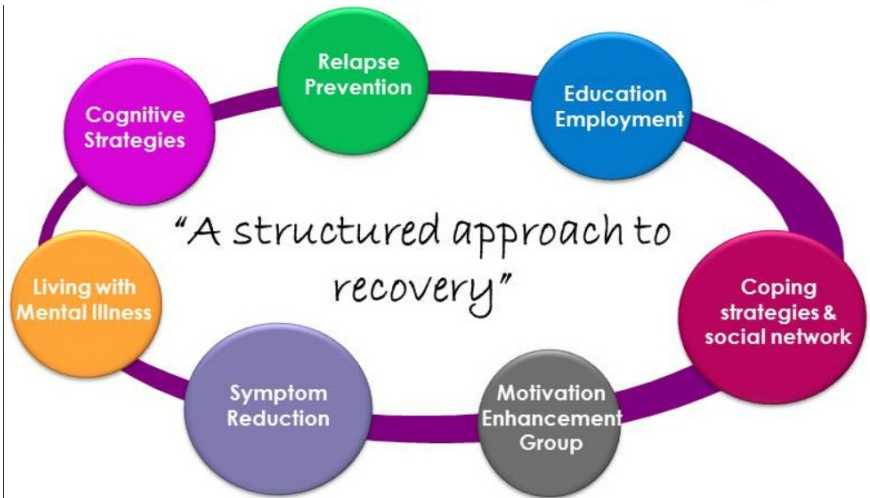 Relapse
Prevention
Education
Employment
Cognitive
Strategies
"A structured approach to
recovery"
Living with
Mental Illness
Coping
strategies &
social network
Symptom
Reduction
Motivation
Enhancement
Group